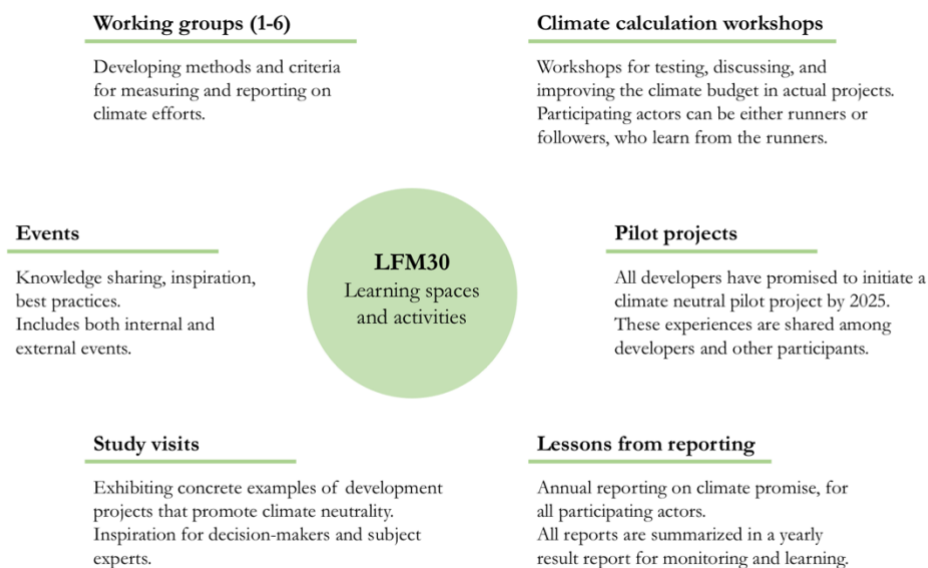 Working groups (1-6)
Developing methods and criteria
for measuring and reporting on
climate efforts.
Climate calculation workshops
Workshops for testing, discussing, and
improving the climate budget in actual projects.
Participating actors can be either runners or
followers, who learn from the runners.
Events
Knowledge sharing, inspiration,
best practices.
Includes both internal and
external events.
LFM30
Learning spaces
and activities
Pilot projects
All developers have promised to initiate a
climate neutral pilot project by 2025.
These experiences are shared among
developers and other participants.
Study visits
Exhibiting concrete examples of development
projects that promote climate neutrality.
Inspiration for decision-makers and subject
experts.
Lessons from reporting
Annual reporting on climate promise, for
all participating actors.
All reports are summarized in a yearly
result report for monitoring and learning.